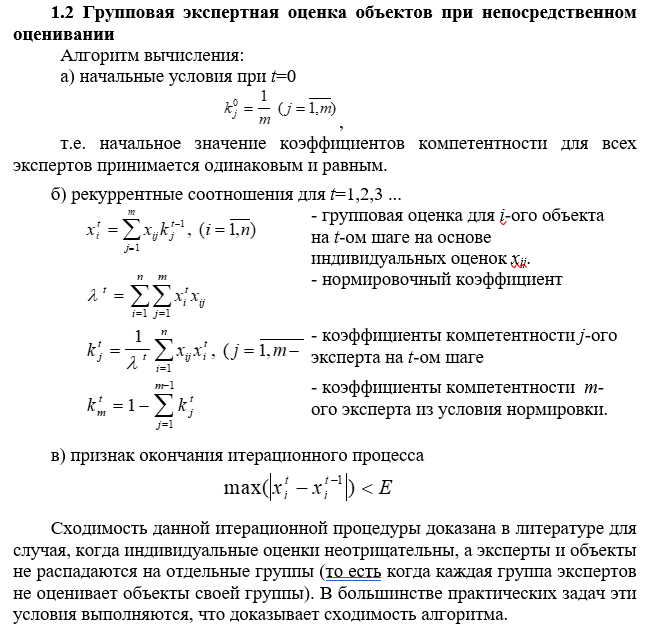 1.2 Групповая экспертная оценка объектов при непосредственном
оценивании
Алгоритм вычисления:
а) начальные условия при t=0
k_j^0 = 1/m (j = \overline{1,m}),
т.е. начальное значение коэффициентов компетентности для всех
экспертов принимается одинаковым и равным.
б) рекуррентные соотношения для t=1,2,3 ...
x_i^t = \sum_{j=1}^{m} x_{ij} k_j^{t-1}, (i = \overline{1,n})
- групповая оценка для i-ого объекта
на t-ом шаге на основе
индивидуальных оценок x_{ij}.
λ^t = \sum_{i=1}^{n} \sum_{j=1}^{m} x_i^t x_{ij}
- нормировочный коэффициент
k_j^t = \frac{1}{λ^t} \sum_{i=1}^{n} x_{ij} x_i^t, (j = \overline{1,m-}
- коэффициенты компетентности j-ого
эксперта на t-ом шаге
k_m^t = 1 - \sum_{j=1}^{m-1} k_j^t
- коэффициенты компетентности m-
ого эксперта из условия нормировки.
в) признак окончания итерационного процесса
max(|x_i^t - x_i^{t-1}|) < E
Сходимость данной итерационной процедуры доказана в литературе для
случая, когда индивидуальные оценки неотрицательны, а эксперты и объекты
не распадаются на отдельные группы (то есть когда каждая группа экспертов
не оценивает объекты своей группы). В большинстве практических задач эти
условия выполняются, что доказывает сходимость алгоритма.